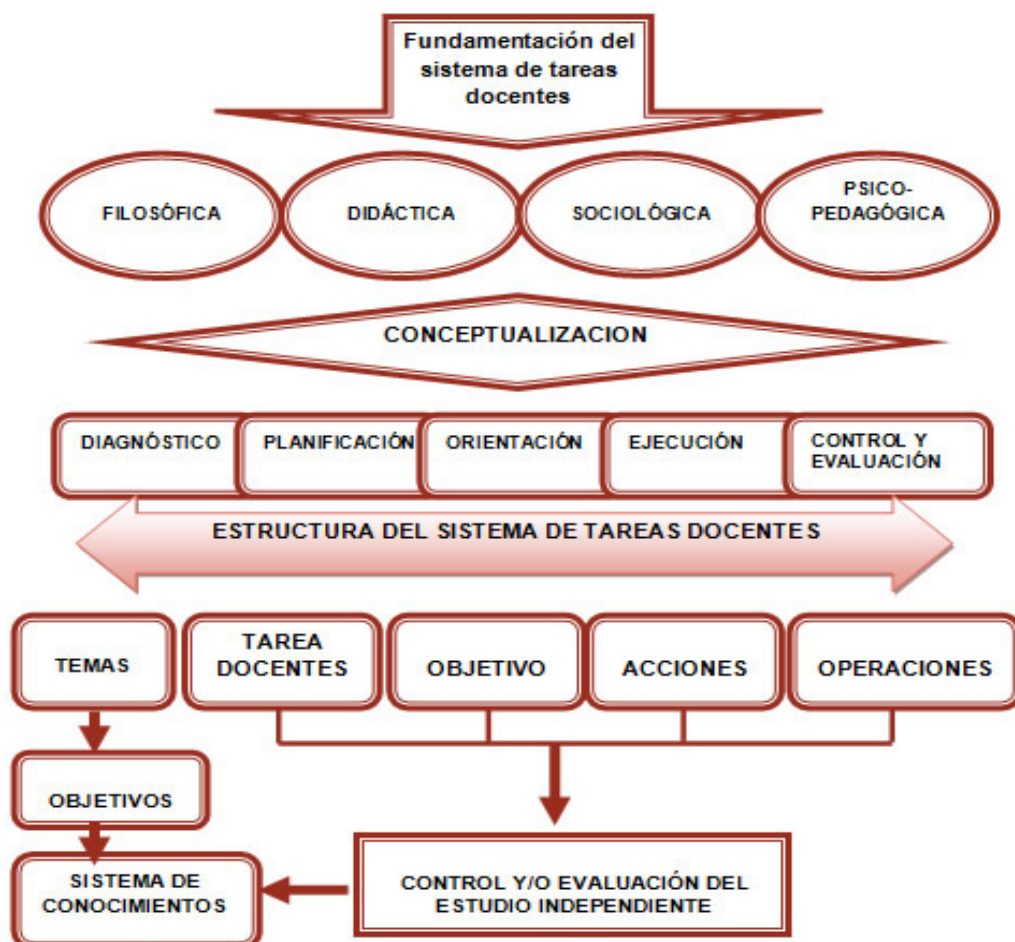 Fundamentación del
sistema de tareas
docentes
FILOSÓFICA
DIDÁCTICA
SOCIOLÓGICA
PSICO-
PEDAGÓGICA
CONCEPTUALIZACION
DIAGNÓSTICO
PLANIFICACIÓN
ORIENTACIÓN
EJECUCIÓN
CONTROL Y
EVALUACIÓN
ESTRUCTURA DEL SISTEMA DE TAREAS DOCENTES
TEMAS
TAREA
DOCENTES
OBJETIVO
ACCIONES
OPERACIONES
OBJETIVOS
SISTEMA DE
CONOCIMIENTOS
CONTROL Y/O EVALUACIÓN DEL
ESTUDIO INDEPENDIENTE